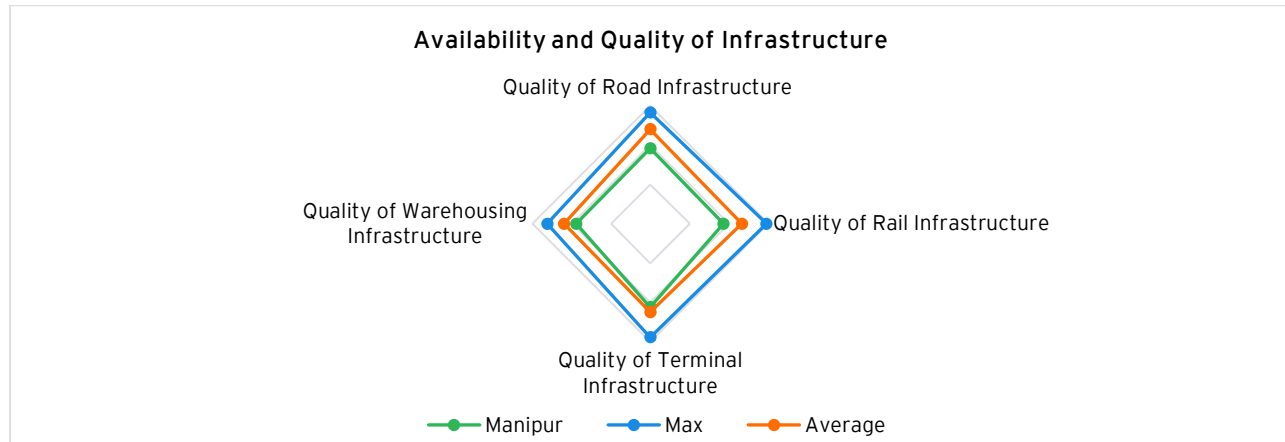 Availability and Quality of Infrastructure
Quality of Road Infrastructure
Quality of Warehousing
Infrastructure
Quality of Rail Infrastructure
Quality of Terminal
Infrastructure
Manipur Max Average